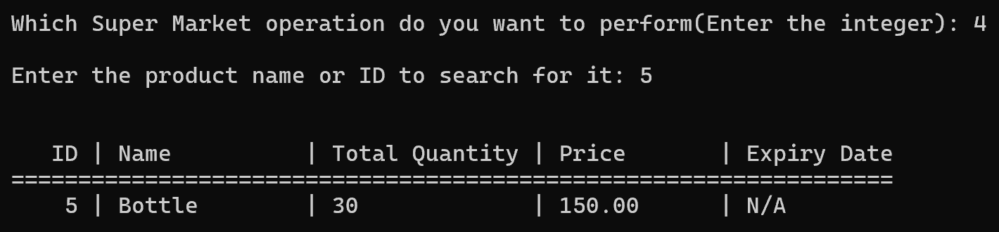 Which Super Market operation do you want to perform(Enter the integer): 4
Enter the product name or ID to search for it: 5
   ID | Name          | Total Quantity | Price       | Expiry Date
==================================================================
    5 | Bottle        | 30             | 150.00      | N/A